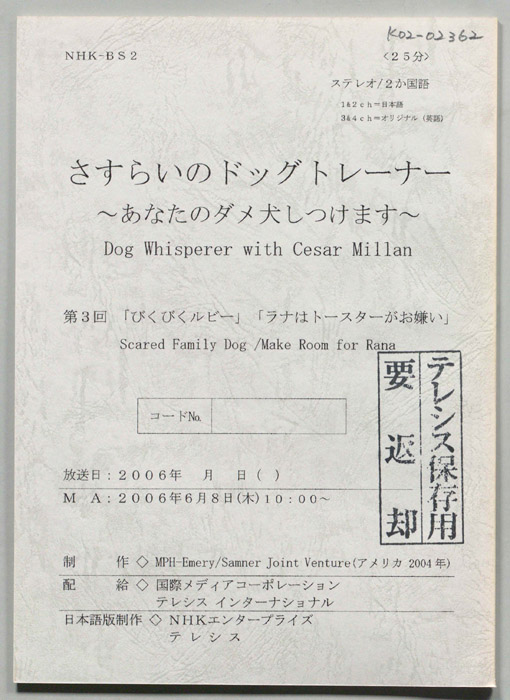 K02-02362
NHK-BS2 〈25分〉
ステレオ/2か国語
1&2ch=日本語
3&4ch=オリジナル (英語)
さすらいのドッグトレーナー
～あなたのダメ犬しつけます～
Dog Whisperer with Cesar Millan
第3回 「びくびくルビー」「ラナはトースターがお嫌い」
Scared Family Dog /Make Room for Rana
コードNo.
テレシス保存用
要返却
放送日:2006年 月 日( )
M A:2006年6月8日(木)10:00～
制 作 ◇ MPH-Emery/Samner Joint Venture(アメリカ 2004年)
配 給 ◇ 国際メディアコーポレーション
テレシス インターナショナル
日本語版制作 ◇ NHKエンタープライズ
テレシス